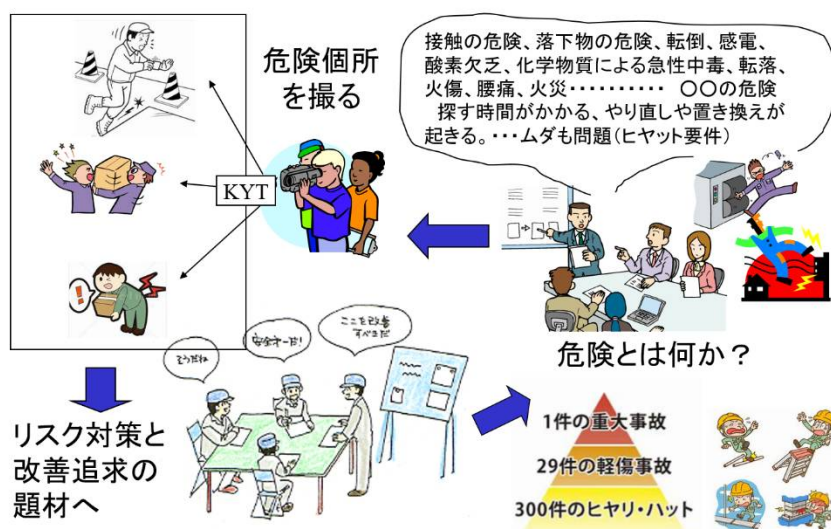 接触の危険、落下物の危険、転倒、感電、
酸素欠乏、化学物質による急性中毒、転落、
火傷、腰痛、火災・・・・・・・・・・ 〇〇の危険
探す時間がかかる、やり直しや置き換えが
起きる。・・・ムダも問題(ヒヤット要件)
危険個所
を撮る
KYT
危険とは何か？
そうだね
安全オーだ!
ここを改善
すべきだ
リスク対策と
改善追求の
題材へ
1件の重大事故
29件の軽傷事故
300件のヒヤリ・ハット